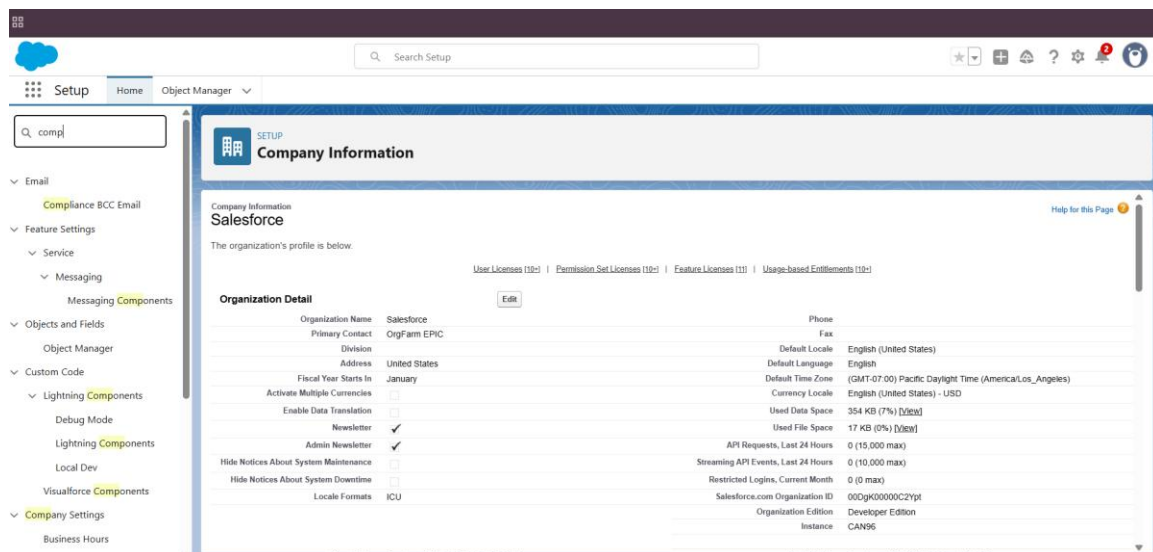 Search Setup
2
Setup
Home
Object Manager
comp
Email
Compliance BCC Email
Feature Settings
Service
Messaging
Messaging Components
Objects and Fields
Object Manager
Custom Code
Lightning Components
Debug Mode
Lightning Components
Local Dev
Visualforce Components
Company Settings
Business Hours
SETUP
Company Information
Company Information
Salesforce
Help for this Page ?
The organization's profile is below.
User Licenses [10+] | Permission Set Licenses [10+] | Feature Licenses [11] | Usage-based Entitlements [10+]
Organization Detail Edit
Organization Name Salesforce Phone
Primary Contact OrgFarm EPIC Fax
Division Default Locale English (United States)
Address United States Default Language English
Fiscal Year Starts In January Default Time Zone (GMT-07:00) Pacific Daylight Time (America/Los_Angeles)
Activate Multiple Currencies Currency Locale English (United States) - USD
Enable Data Translation Used Data Space 354 KB (7%) [View]
Newsletter ✓ Used File Space 17 KB (0%) [View]
Admin Newsletter ✓ API Requests, Last 24 Hours 0 (15,000 max)
Hide Notices About System Maintenance Streaming API Events, Last 24 Hours 0 (10,000 max)
Hide Notices About System Downtime Restricted Logins, Current Month 0 (0 max)
Locale Formats ICU Salesforce.com Organization ID 00DgK00000C2Ypt
Organization Edition Developer Edition
Instance CAN96